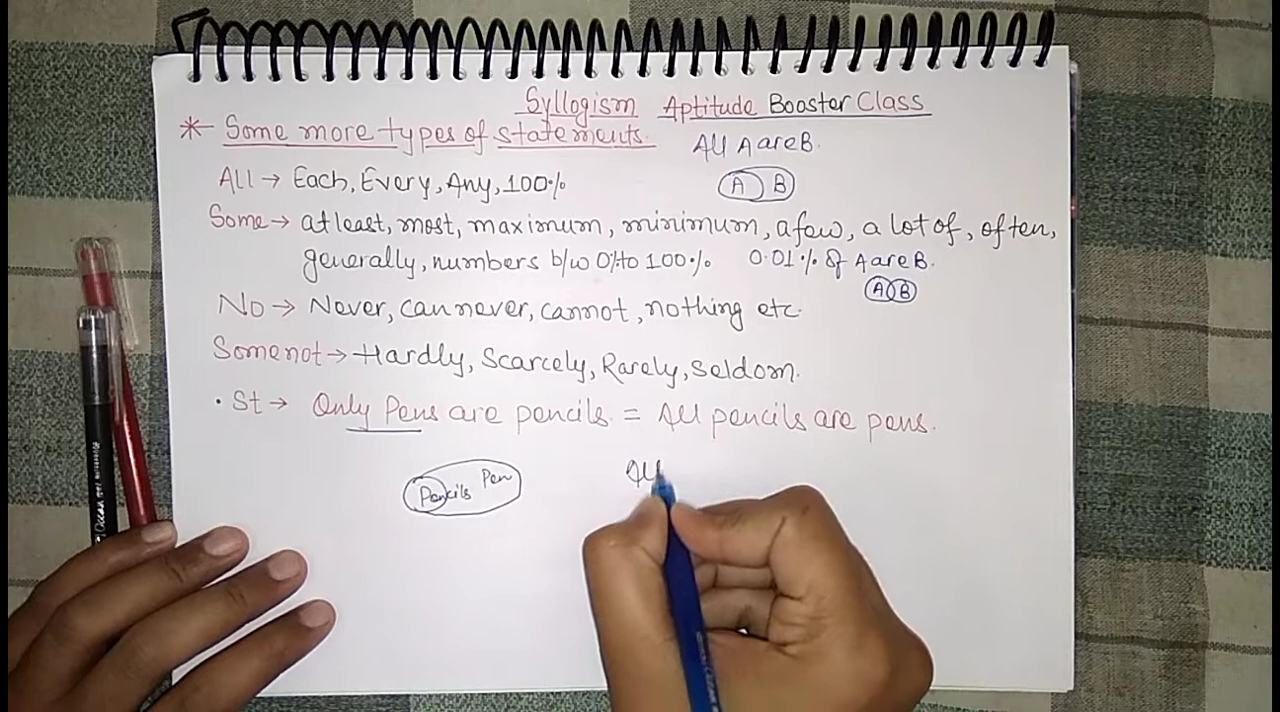 Syllogism Aptitude Booster Class
* Some more types of statements.
All A are B.
All → Each, Every, Any, 100%
A B
Some → at least, most, maximum, minimum, a few, a lot of, often,
generally, numbers b/w 0% to 100% 0.01% of A are B.
A B
No → Never, can never, cannot, nothing etc.
Some not → Hardly, Scarcely, Rarely, Seldom.
• St → Only Pens are pencils. = All pencils are pens.
Pencils Pen
All